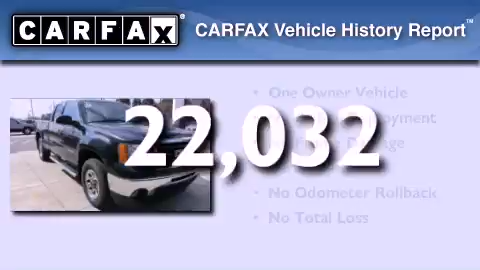 CARFAX® CARFAX Vehicle History Report™
• One Owner Vehicle
22,032
• No Odometer Rollback
• No Total Loss